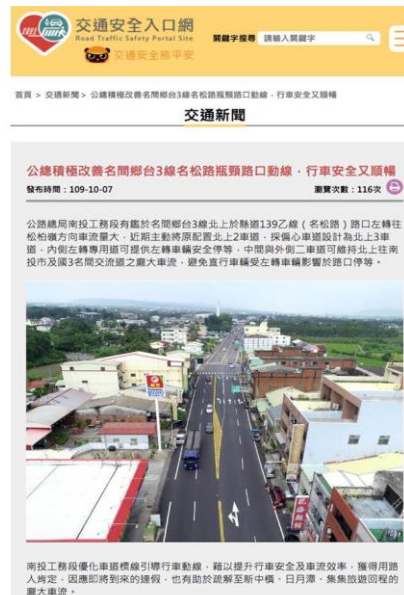 交通安全入口網
Road Traffic Safety Portal Site
交通安全熊平安
關鍵字搜尋 請輸入關鍵字
首頁 > 交通新聞 > 公總積極改善名間鄉台3線名松路瓶頸路口動線，行車安全又順暢
交通新聞
公總積極改善名間鄉台3線名松路瓶頸路口動線，行車安全又順暢
發布時間：109-10-07 瀏覽次數：116次
公路總局南投工務段有鑑於名間鄉台3線北上於縣道139乙線（名松路）路口左轉往
松柏嶺方向車流量大，近期主動將原配置北上2車道，採偏心車道設計為北上3車
道，內側左轉專用道可提供左轉車輛安全停等，中間與外側二車道可維持北上往南
投市及國3名間交流道之龐大車流，避免直行車輛受左轉車輛影響於路口停等。
南投工務段優化車道標線引導行車動線，藉以提升行車安全及車流效率，獲得用路
人肯定，因應即將到來的連假，也有助於疏解至新中橫、日月潭、集集旅遊回程的
龐大車流。